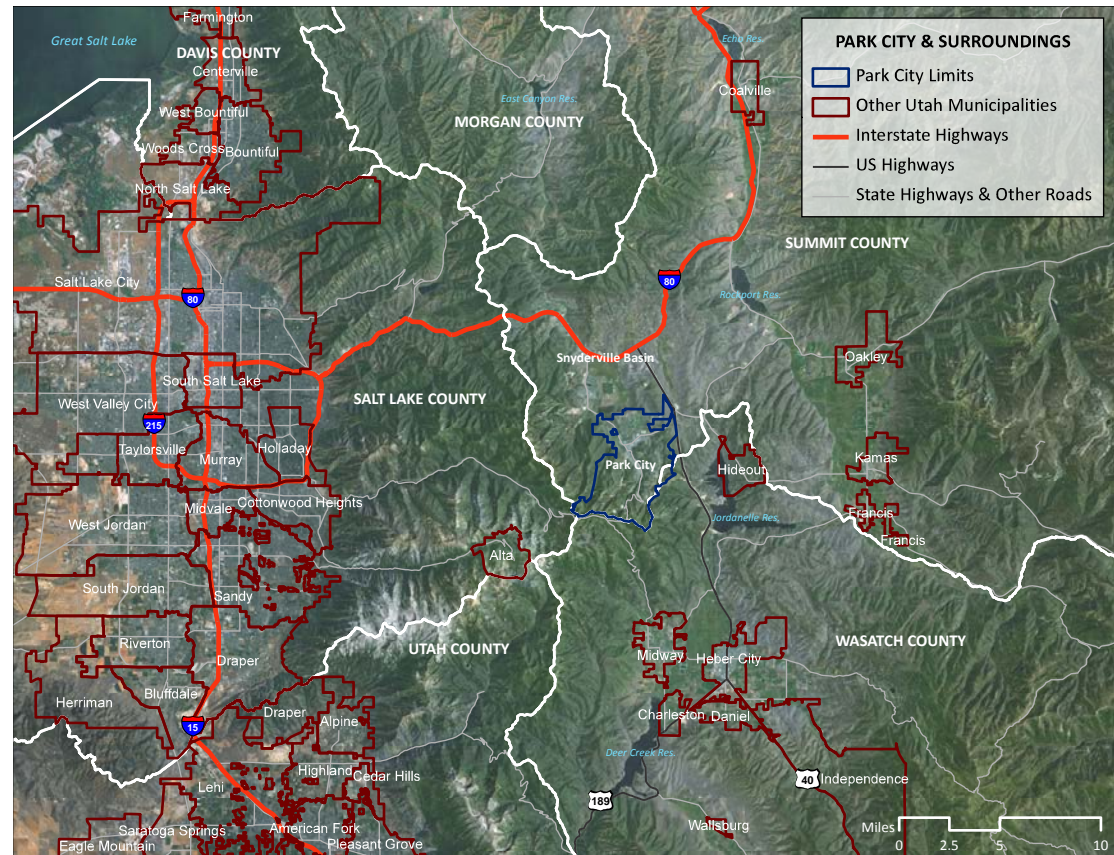 Farmington
Great Salt Lake
DAVIS COUNTY
Centerville
West Bountiful
Woods Cross
Bountiful
North Salt Lake
East Canyon Res.
MORGAN COUNTY
Echo Res.
Coalville
PARK CITY & SURROUNDINGS
Park City Limits
Other Utah Municipalities
Interstate Highways
US Highways
State Highways & Other Roads
SUMMIT COUNTY
Salt Lake City
80
80
Rockport Res.
Snyderville Basin
Oakley
South Salt Lake
West Valley City
SALT LAKE COUNTY
215
Taylorsville
Murray
Holladay
Park City
Hideout
Kamas
Midvale
Cottonwood Heights
West Jordan
Jordanelle Res.
Francis
Francis
Alta
South Jordan
Sandy
Riverton
Draper
UTAH COUNTY
Midway
Heber City
WASATCH COUNTY
Bluffdale
Herriman
Draper
Alpine
15
Charleston
Daniel
Deer Creek Res.
Highland
Cedar Hills
Lehi
40
Independence
189
Saratoga Springs
American Fork
Eagle Mountain
Pleasant Grove
Wallsburg
Miles
0
2.5
5
10